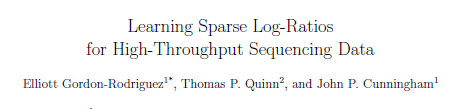 Learning Sparse Log-Ratios
for High-Throughput Sequencing Data
Elliott Gordon-Rodriguez¹*, Thomas P. Quinn², and John P. Cunningham¹